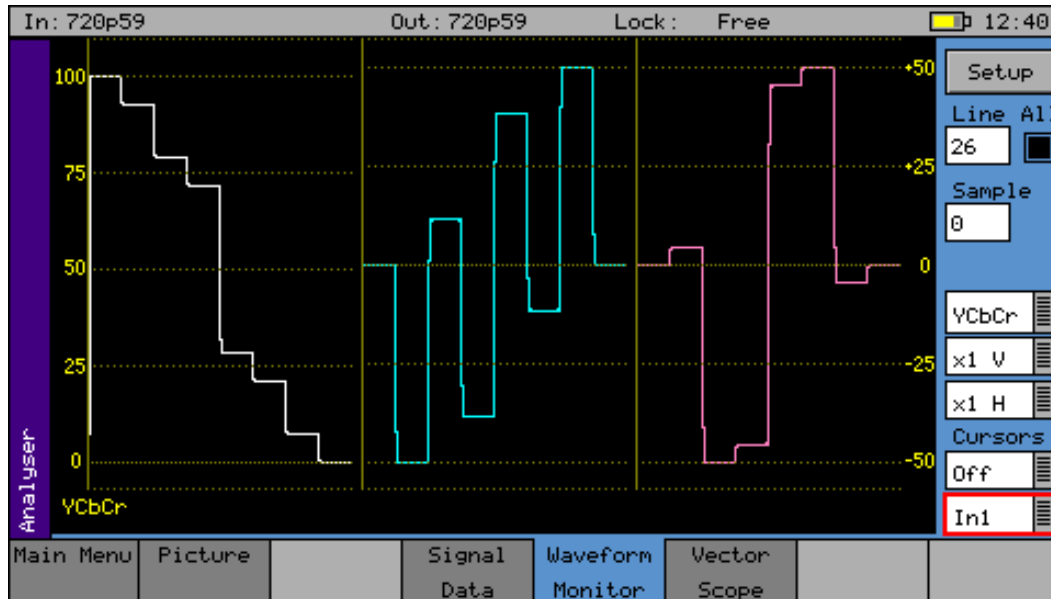 In: 720p59 Out: 720p59 Lock: Free 12:40
Analyser
100
75
50
25
0
YCbCr
+50
+25
0
-25
-50
Setup
Line All
26
Sample
0
YCbCr
x1 V
x1 H
Cursors
Off
In1
Main Menu
Picture
Signal
Data
Waveform
Monitor
Vector
Scope